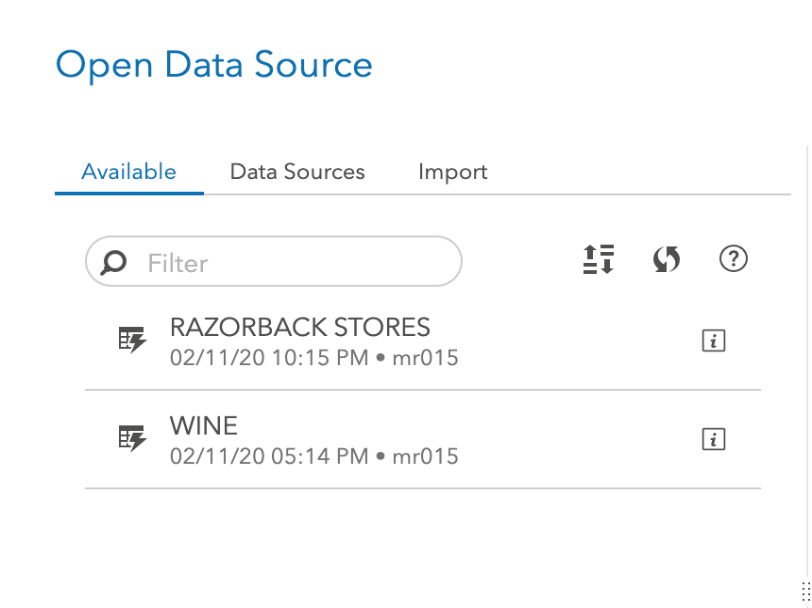 Open Data Source
Available Data Sources Import
Filter
?
RAZORBACK STORES
02/11/20 10:15 PM • mr015
i
WINE
02/11/20 05:14 PM • mr015
i